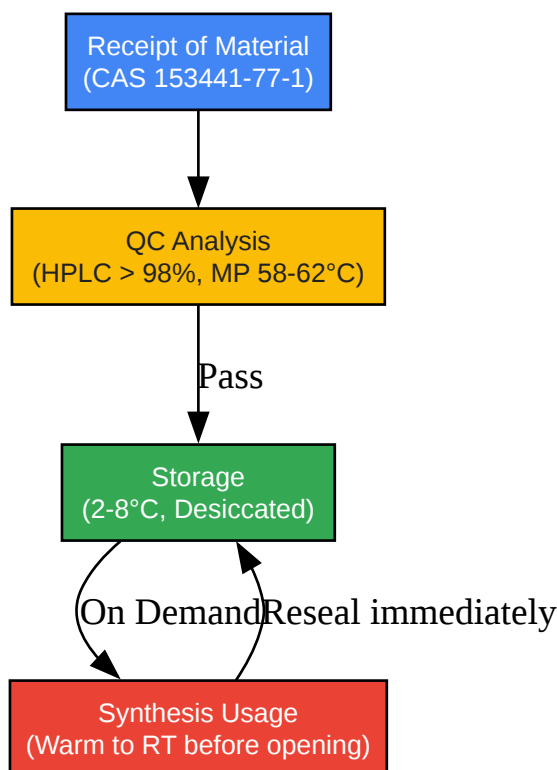 Receipt of Material
(CAS 153441-77-1)
QC Analysis
(HPLC > 98%, MP 58-62°C)
Pass
Storage
(2-8°C, Desiccated)
On Demand
Reseal immediately
Synthesis Usage
(Warm to RT before opening)